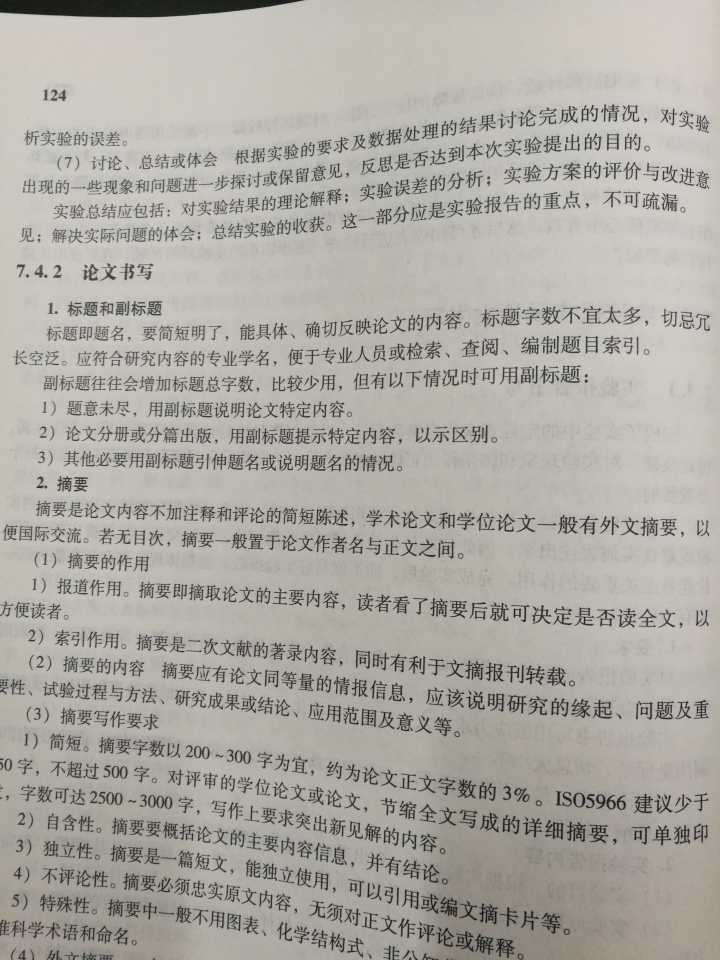 124
析实验的误差。
(7) 讨论、总结或体会 根据实验的要求及数据处理的结果讨论完成的情况，对实验
出现的一些现象和问题进一步探讨或保留意见，反思是否达到本次实验提出的目的。
实验总结应包括：对实验结果的理论解释；实验误差的分析；实验方案的评价与改进意
见；解决实际问题的体会；总结实验的收获。这一部分应是实验报告的重点，不可疏漏。
7.4.2 论文书写
1. 标题和副标题
标题即题名，要简短明了，能具体、确切反映论文的内容。标题字数不宜太多，切忌冗
长空泛。应符合研究内容的专业学名，便于专业人员或检索、查阅、编制题目索引。
副标题往往会增加标题总字数，比较少用，但有以下情况时可用副标题：
1）题意未尽，用副标题说明论文特定内容。
2）论文分册或分篇出版，用副标题提示特定内容，以示区别。
3）其他必要用副标题引伸题名或说明题名的情况。
2. 摘要
摘要是论文内容不加注释和评论的简短陈述，学术论文和学位论文一般有外文摘要，以
便国际交流。若无目次，摘要一般置于论文作者名与正文之间。
(1) 摘要的作用
1）报道作用。摘要即摘取论文的主要内容，读者看了摘要后就可决定是否读全文，以
方便读者。
2）索引作用。摘要是二次文献的著录内容，同时有利于文摘报刊转载。
(2) 摘要的内容 摘要应有论文同等量的情报信息，应该说明研究的缘起、问题及重
要性、试验过程与方法、研究成果或结论、应用范围及意义等。
(3) 摘要写作要求
1）简短。摘要字数以 200~300 字为宜，约为论文正文字数的 3%。ISO5966 建议少于
50 字，不超过 500 字。对评审的学位论文或论文，节缩全文写成的详细摘要，可单独印
，字数可达 2500~3000 字，写作上要求突出新见解的内容。
2）自含性。摘要要概括论文的主要内容信息，并有结论。
3）独立性。摘要是一篇短文，能独立使用，可以引用或编文摘卡片等。
4）不评论性。摘要必须忠实原文内容，无须对正文作评论或解释。
5）特殊性。摘要中一般不用图表、化学结构式、非公
准科学术语和命名。
(4) 外文摘要